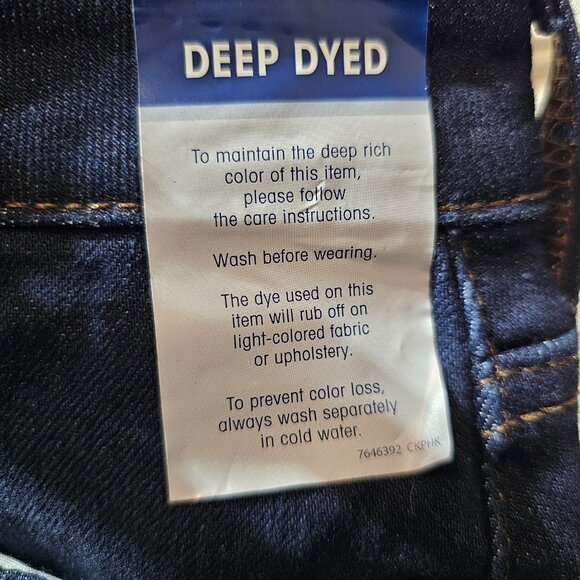 DEEP DYED
To maintain the deep rich
color of this item,
please follow
the care instructions.
Wash before wearing.
The dye used on this
item will rub off on
light-colored fabric
or upholstery.
To prevent color loss,
always wash separately
in cold water.
7646392 CKPHK